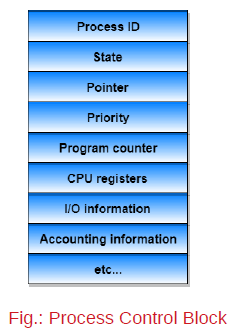 Process ID
State
Pointer
Priority
Program counter
CPU registers
I/O information
Accounting information
etc...
Fig.: Process Control Block